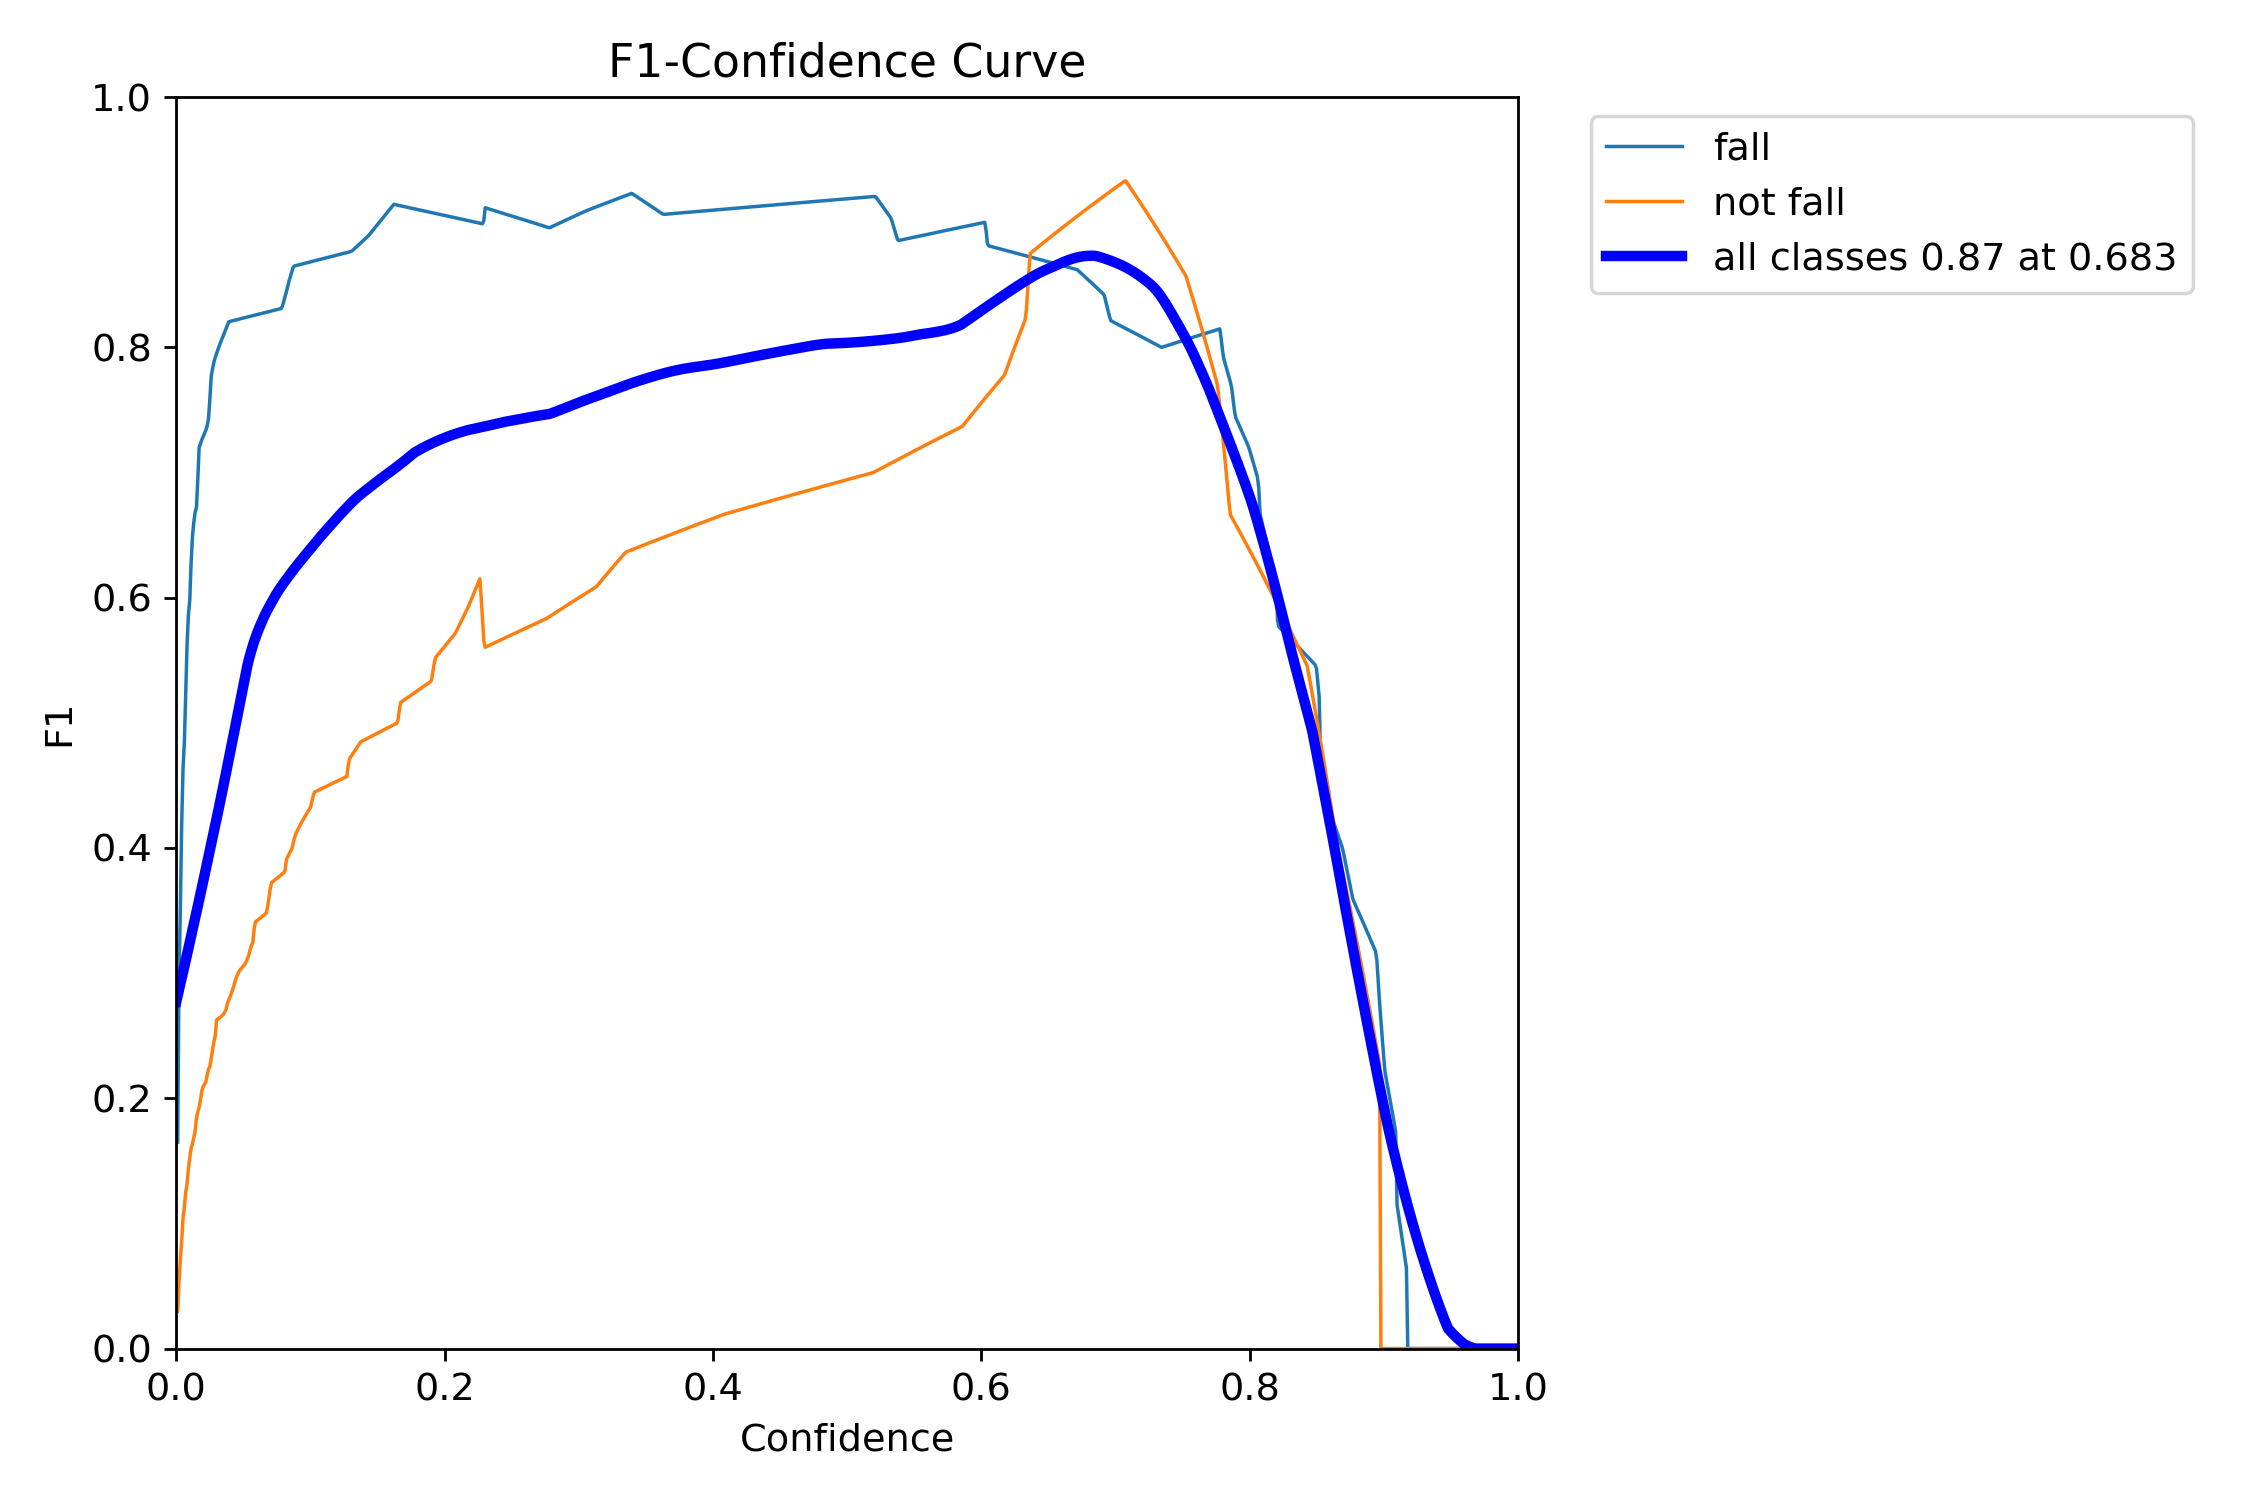 F1-Confidence Curve
1.0
0.8
0.6
0.4
0.2
0.0
F1
0.0 0.2 0.4 0.6 0.8 1.0
Confidence
fall
not fall
all classes 0.87 at 0.683